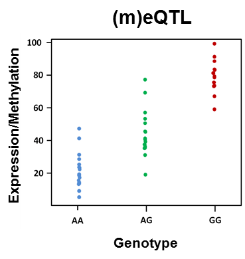 (m)eQTL
Expression/Methylation
100
80
60
40
20
AA AG GG
Genotype